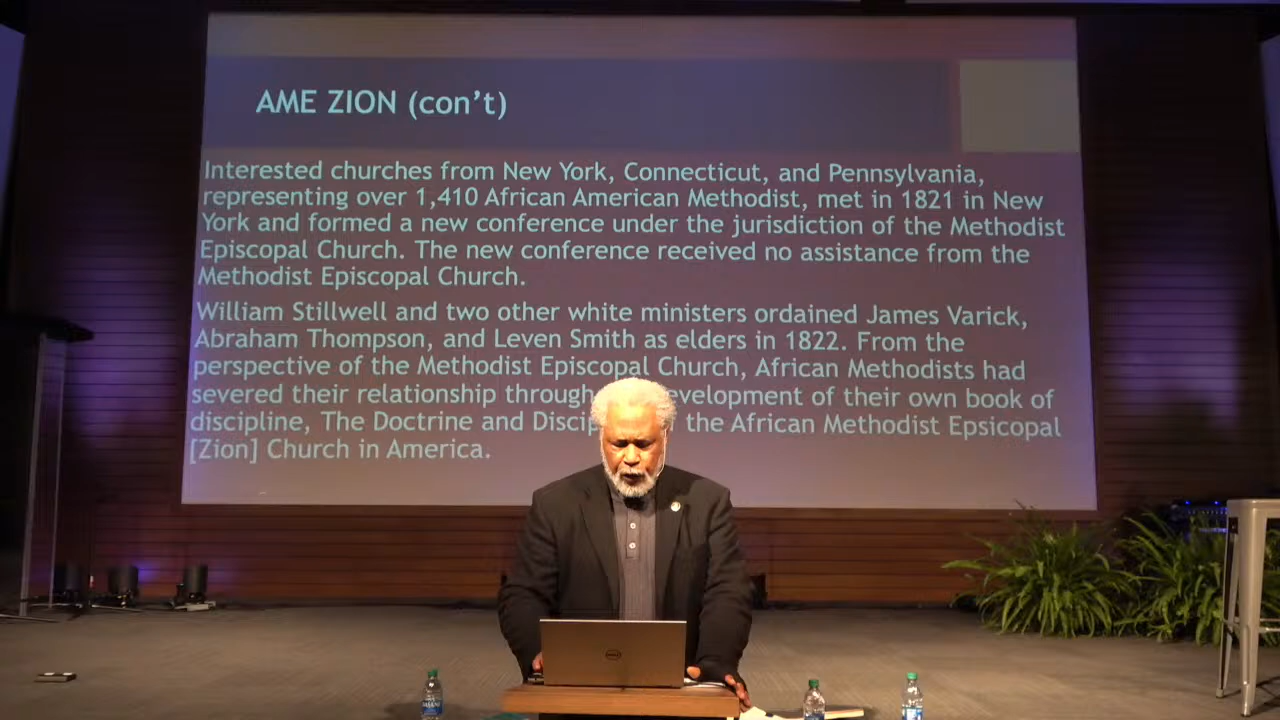 AME ZION (con't)
Interested churches from New York, Connecticut, and Pennsylvania,
representing over 1,410 African American Methodist, met in 1821 in New
York and formed a new conference under the jurisdiction of the Methodist
Episcopal Church. The new conference received no assistance from the
Methodist Episcopal Church.
William Stillwell and two other white ministers ordained James Varick,
Abraham Thompson, and Leven Smith as elders in 1822. From the
perspective of the Methodist Episcopal Church, African Methodists had
severed their relationship through evelopment of their own book of
discipline, The Doctrine and Discip the African Methodist Epsicopal
[Zion] Church in America.
DELL